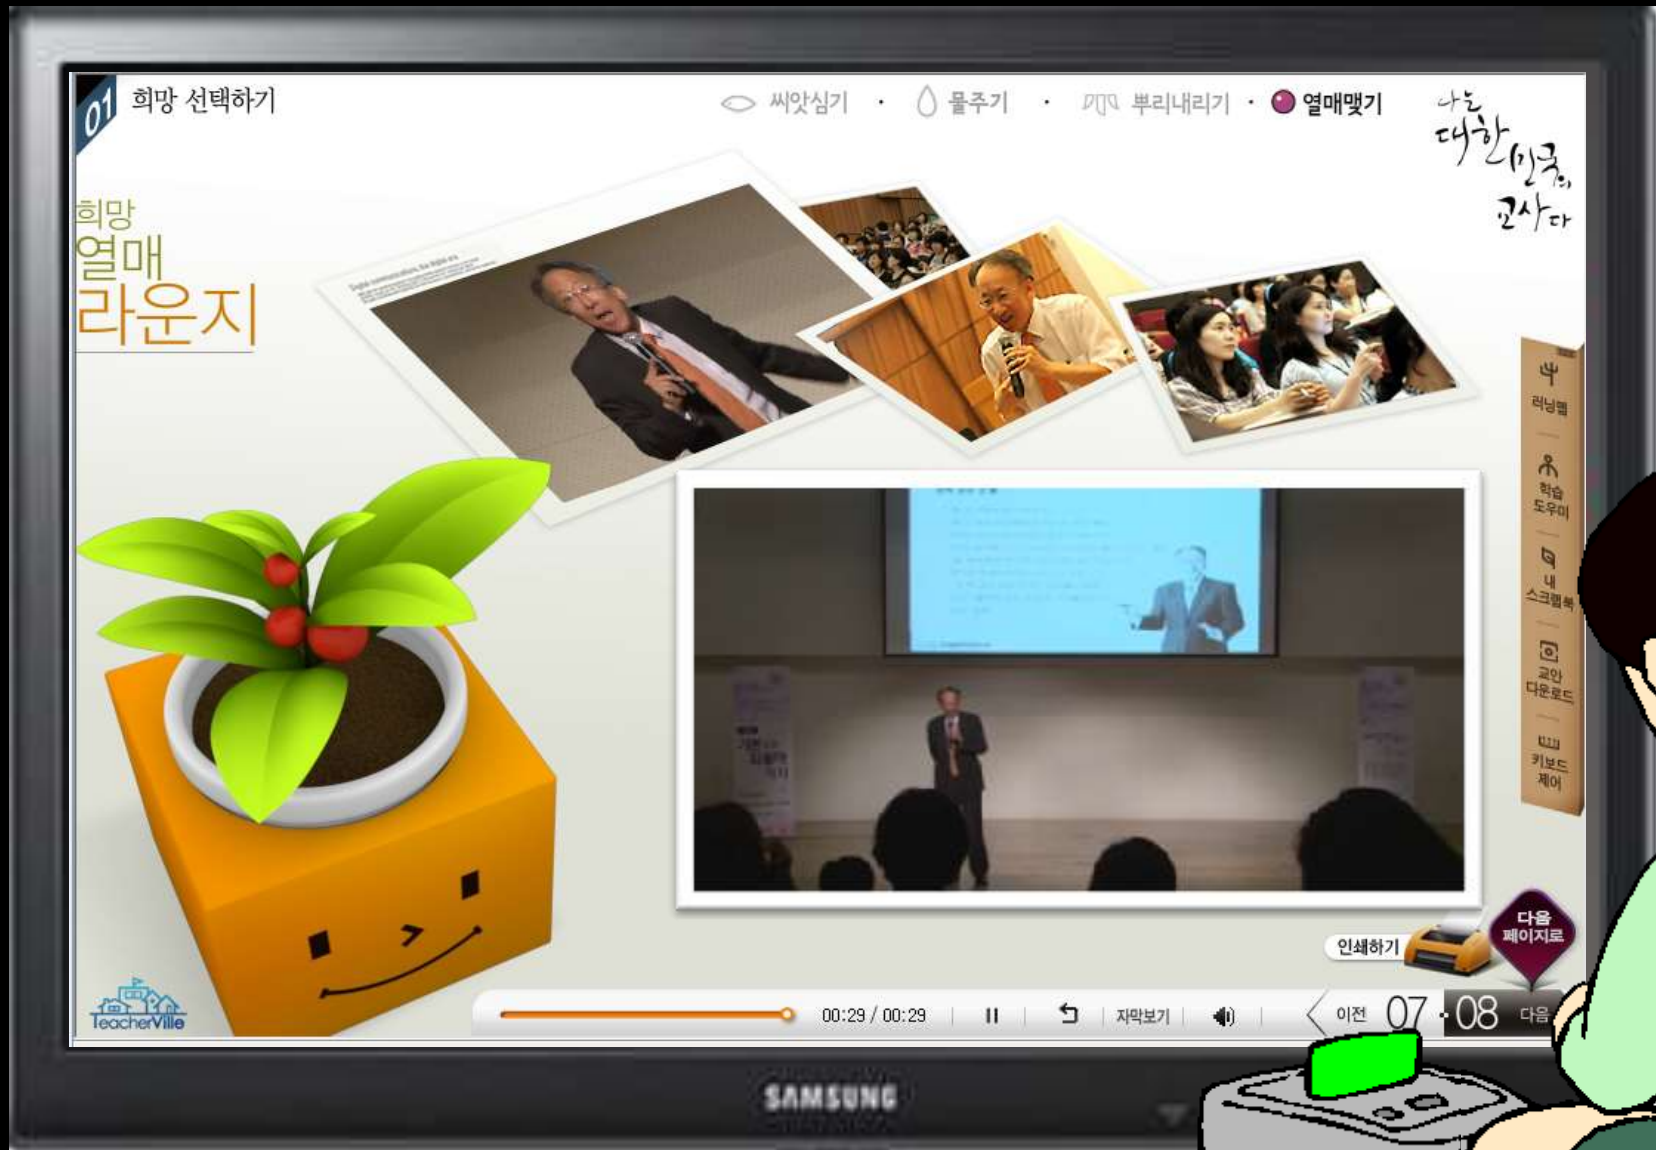 01 희망 선택하기
씨앗심기 · 물주기 · 뿌리내리기 · 열매맺기
나는
대한민국의
교사다
희망
열매
라운지
러닝맵
학습
도우미
내
스크랩북
교안
다운로드
키보드
제어
다음
페이지로
인쇄하기
TeacherVille
00:29 / 00:29
자막보기
이전 07 · 08 다음
SAMSUNG